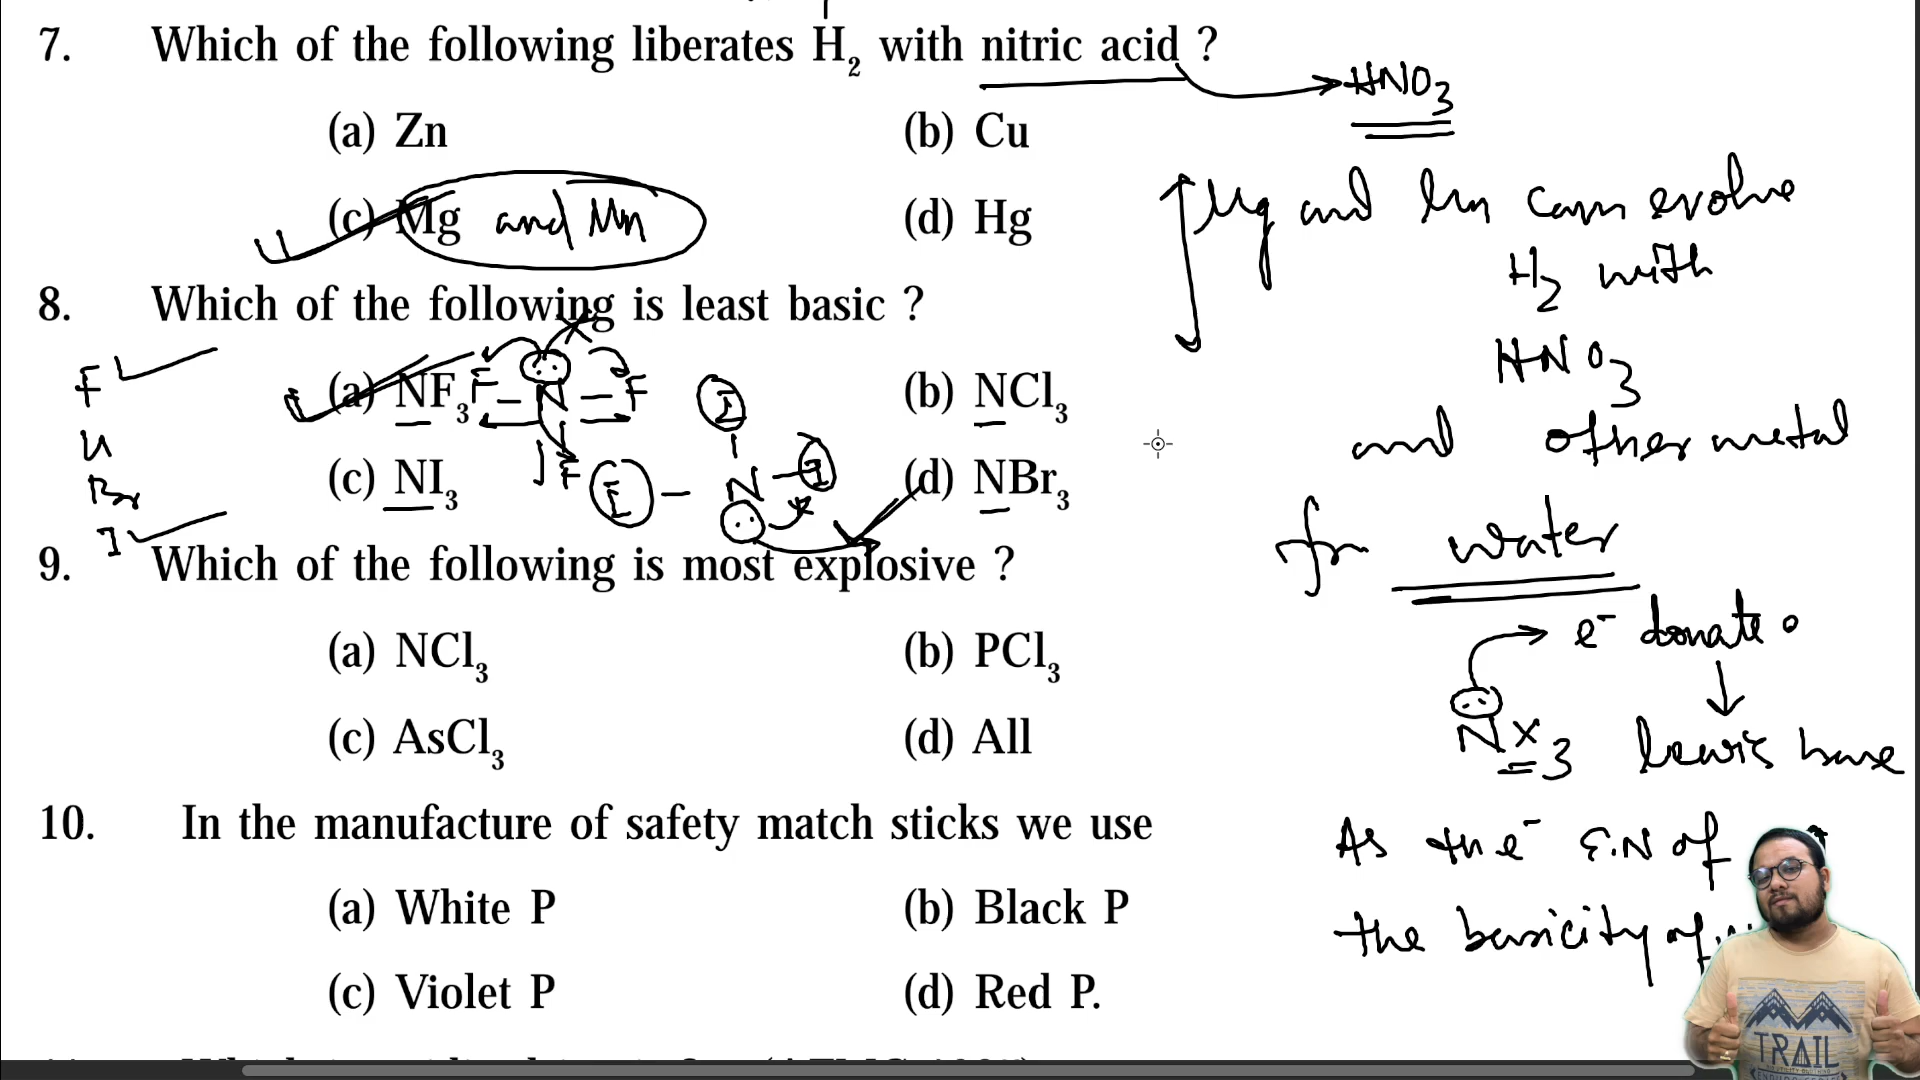 7. Which of the following liberates H2 with nitric acid ?
HNO3
(a) Zn (b) Cu
(c) Mg and Mn (d) Hg
Mg and Mn can evolve
H2 with
HNO3
and other metal
for water
8. Which of the following is least basic ?
(a) NF3 (b) NCl3
(c) NI3 (d) NBr3
F
Br
I
F – N – F
F
I
I – N – I
9. Which of the following is most explosive ?
(a) NCl3 (b) PCl3
(c) AsCl3 (d) All
e- donate
NX3 lewis base
10. In the manufacture of safety match sticks we use
(a) White P (b) Black P
(c) Violet P (d) Red P.
As the E.N of
the basicity of
TRAIL